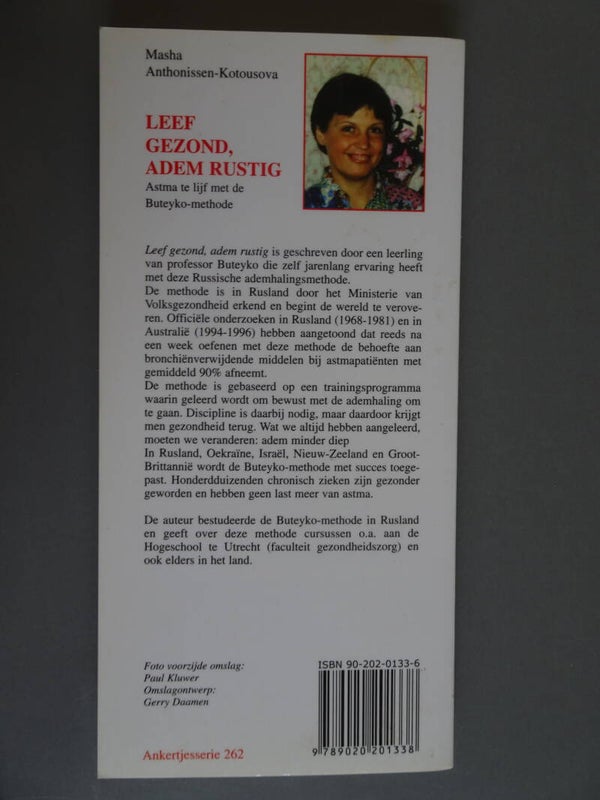 Masha
Anthonissen-Kotousova
LEEF
GEZOND,
ADEM RUSTIG
Astma te lijf met de
Buteyko-methode
Leef gezond, adem rustig is geschreven door een leerling
van professor Buteyko die zelf jarenlang ervaring heeft
met deze Russische ademhalingsmethode.
De methode is in Rusland door het Ministerie van
Volksgezondheid erkend en begint de wereld te verove-
ren. Officiële onderzoeken in Rusland (1968-1981) en in
Australië (1994-1996) hebben aangetoond dat reeds na
een week oefenen met deze methode de behoefte aan
bronchiënverwijdende middelen bij astmapatiënten met
gemiddeld 90% afneemt.
De methode is gebaseerd op een trainingsprogramma
waarin geleerd wordt om bewust met de ademhaling om
te gaan. Discipline is daarbij nodig, maar daardoor krijgt
men gezondheid terug. Wat we altijd hebben aangeleerd,
moeten we veranderen: adem minder diep
In Rusland, Oekraïne, Israël, Nieuw-Zeeland en Groot-
Brittannië wordt de Buteyko-methode met succes toege-
past. Honderdduizenden chronisch zieken zijn gezonder
geworden en hebben geen last meer van astma.
De auteur bestudeerde de Buteyko-methode in Rusland
en geeft over deze methode cursussen o.a. aan de
Hogeschool te Utrecht (faculteit gezondheidszorg) en
ook elders in het land.
Foto voorzijde omslag:
Paul Kluwer
Omslagontwerp:
Gerry Daamen
Ankertjesserie 262
ISBN 90-202-0133-6
9 789020 201338